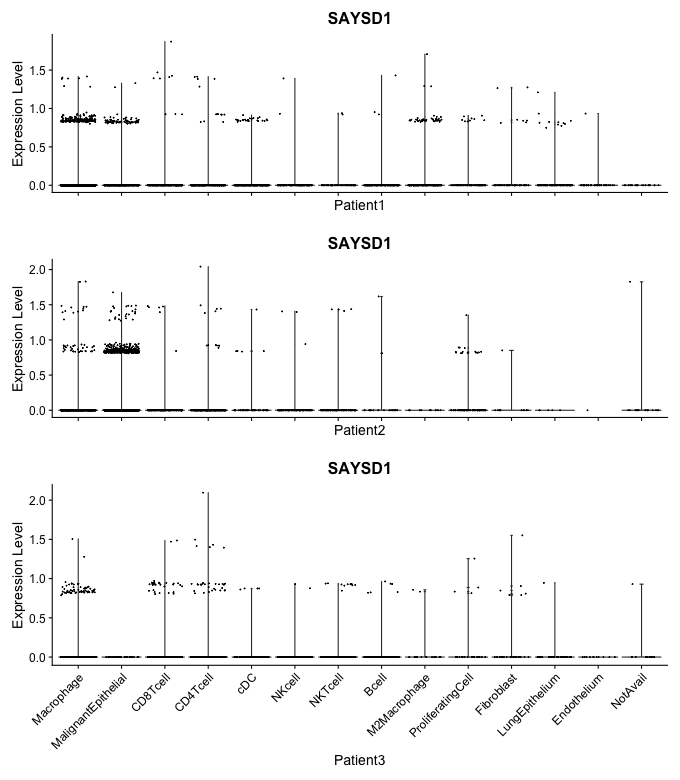 SAYSD1
Expression Level
1.5
1.0
0.5
0.0
Patient1
SAYSD1
Expression Level
2.0
1.5
1.0
0.5
0.0
Patient2
SAYSD1
Expression Level
2.0
1.5
1.0
0.5
0.0
Macrophage
MalignantEpithelial
CD8Tcell
CD4Tcell
cDC
NKcell
NKTcell
Bcell
M2Macrophage
ProliferatingCell
Fibroblast
LungEpithelium
Endothelium
NotAvail
Patient3